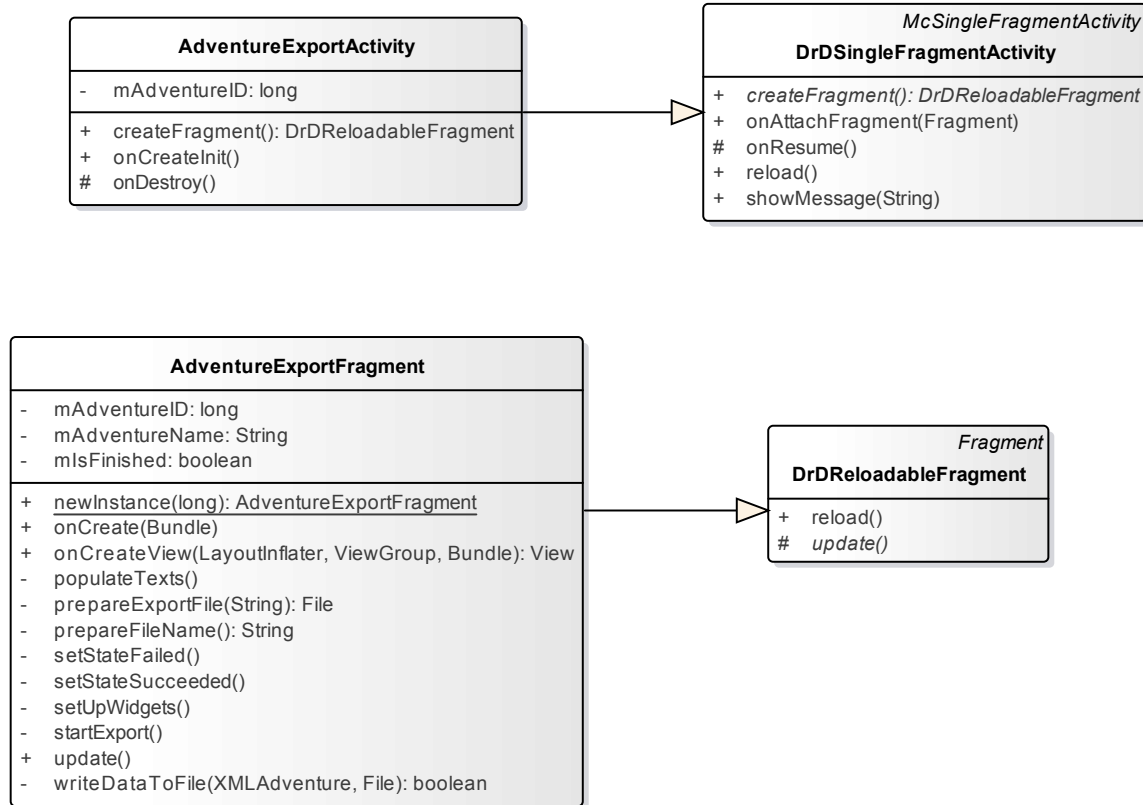 AdventureExportActivity
- mAdventureID: long
+ createFragment(): DrDReloadableFragment
+ onCreateInit()
# onDestroy()
McSingleFragmentActivity
DrDSingleFragmentActivity
+ createFragment(): DrDReloadableFragment
+ onAttachFragment(Fragment)
# onResume()
+ reload()
+ showMessage(String)
AdventureExportFragment
- mAdventureID: long
- mAdventureName: String
- mIsFinished: boolean
+ newInstance(long): AdventureExportFragment
+ onCreate(Bundle)
+ onCreateView(LayoutInflater, ViewGroup, Bundle): View
- populateTexts()
- prepareExportFile(String): File
- prepareFileName(): String
- setStateFailed()
- setStateSucceeded()
- setUpWidgets()
- startExport()
+ update()
- writeDataToFile(XMLAdventure, File): boolean
Fragment
DrDReloadableFragment
+ reload()
# update()